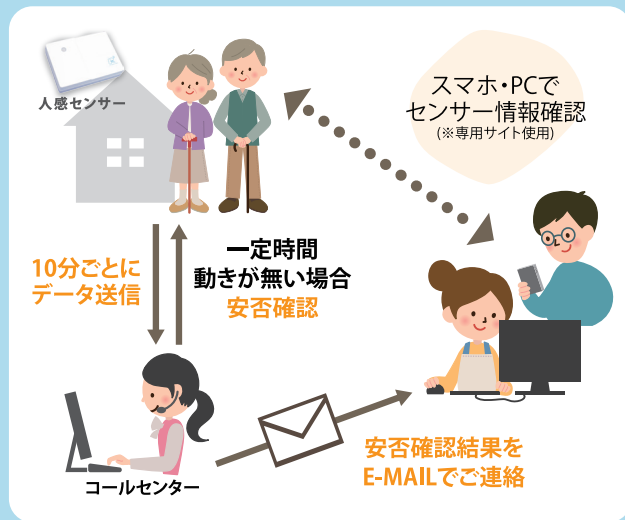 人感センサー
スマホ・PCで
センサー情報確認
(※専用サイト使用)
10分ごとに
データ送信
一定時間
動きが無い場合
安否確認
コールセンター
安否確認結果を
E-MAILでご連絡